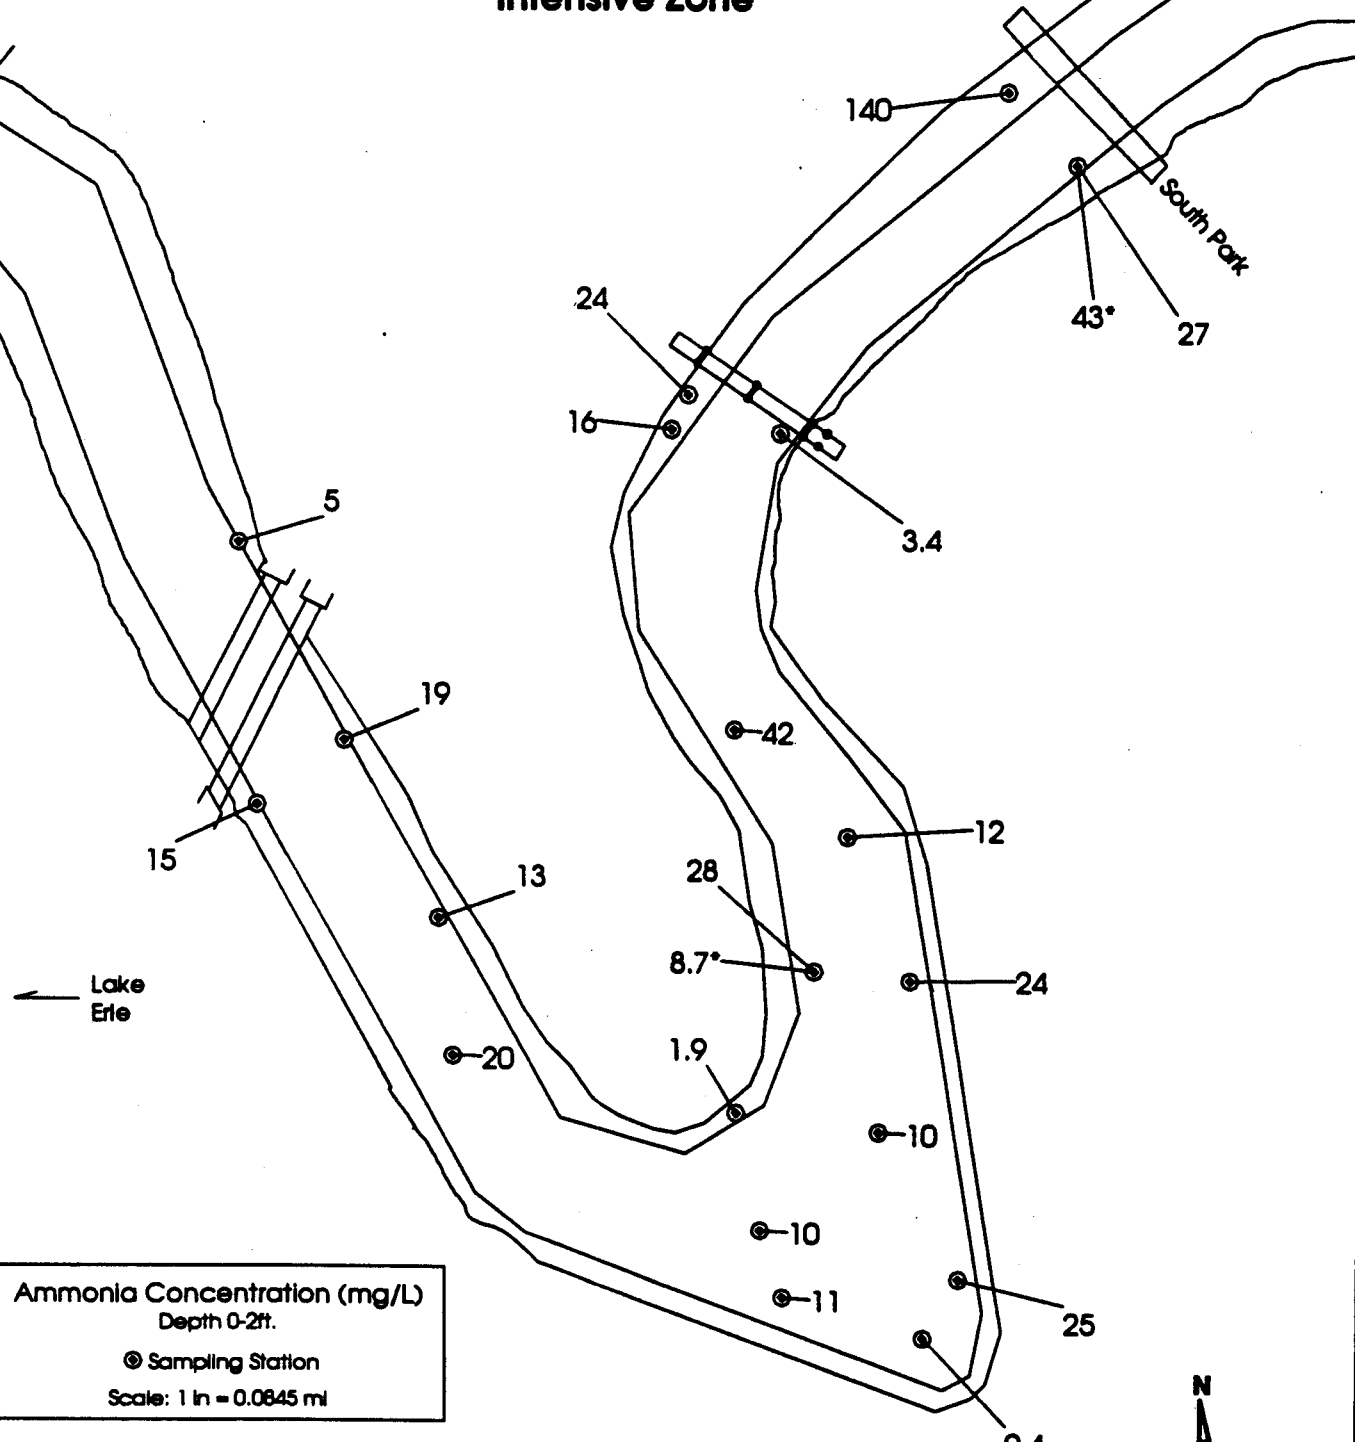 Intensive Zone
140
South Park
43*
27
24
16
3.4
5
19
42
15
12
13
28
8.7*
24
Lake
Erie
1.9
20
10
10
11
25
Ammonia Concentration (mg/L)
Depth 0-2ft.
Sampling Station
Scale: 1 in = 0.0845 mi
N